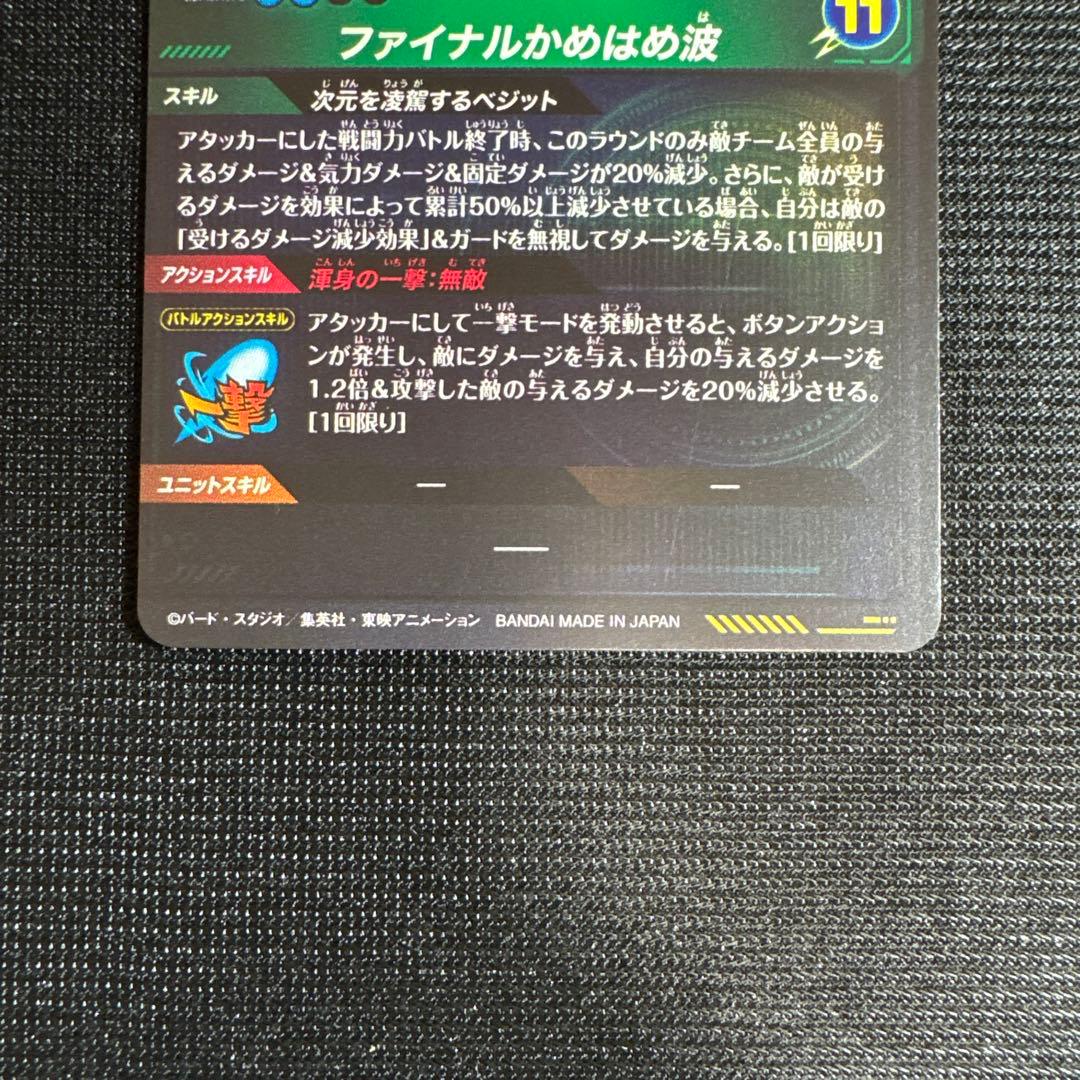 11
ファイナルかめはめ波
スキル 次元を凌駕するベジット
アタッカーにした戦闘力バトル終了時、このラウンドのみ敵チーム全員の与
えるダメージ&気力ダメージ&固定ダメージが20%減少。さらに、敵が受け
るダメージを効果によって累計50%以上減少させている場合、自分は敵の
「受けるダメージ減少効果」&ガードを無視してダメージを与える。[1回限り]
アクションスキル 渾身の一撃:無敵
バトルアクションスキル
一撃
アタッカーにして一撃モードを発動させると、ボタンアクショ
ンが発生し、敵にダメージを与え、自分の与えるダメージを
1.2倍&攻撃した敵の与えるダメージを20%減少させる。
[1回限り]
ユニットスキル — —
—
©バード・スタジオ/集英社・東映アニメーション BANDAI MADE IN JAPAN